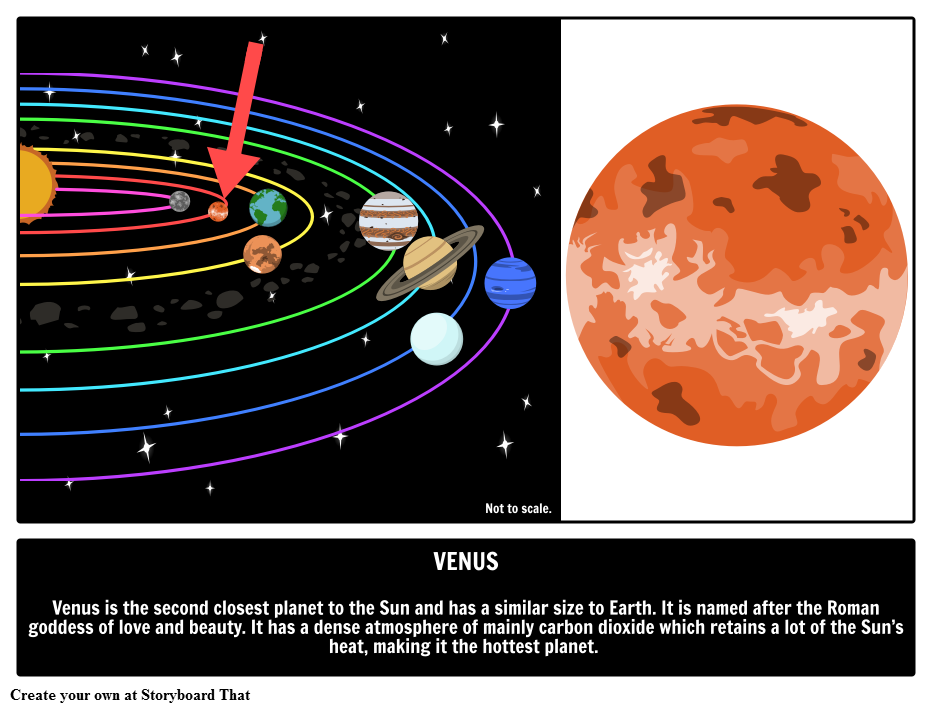 Not to scale.
VENUS
Venus is the second closest planet to the Sun and has a similar size to Earth. It is named after the Roman
goddess of love and beauty. It has a dense atmosphere of mainly carbon dioxide which retains a lot of the Sun’s
heat, making it the hottest planet.
Create your own at Storyboard That